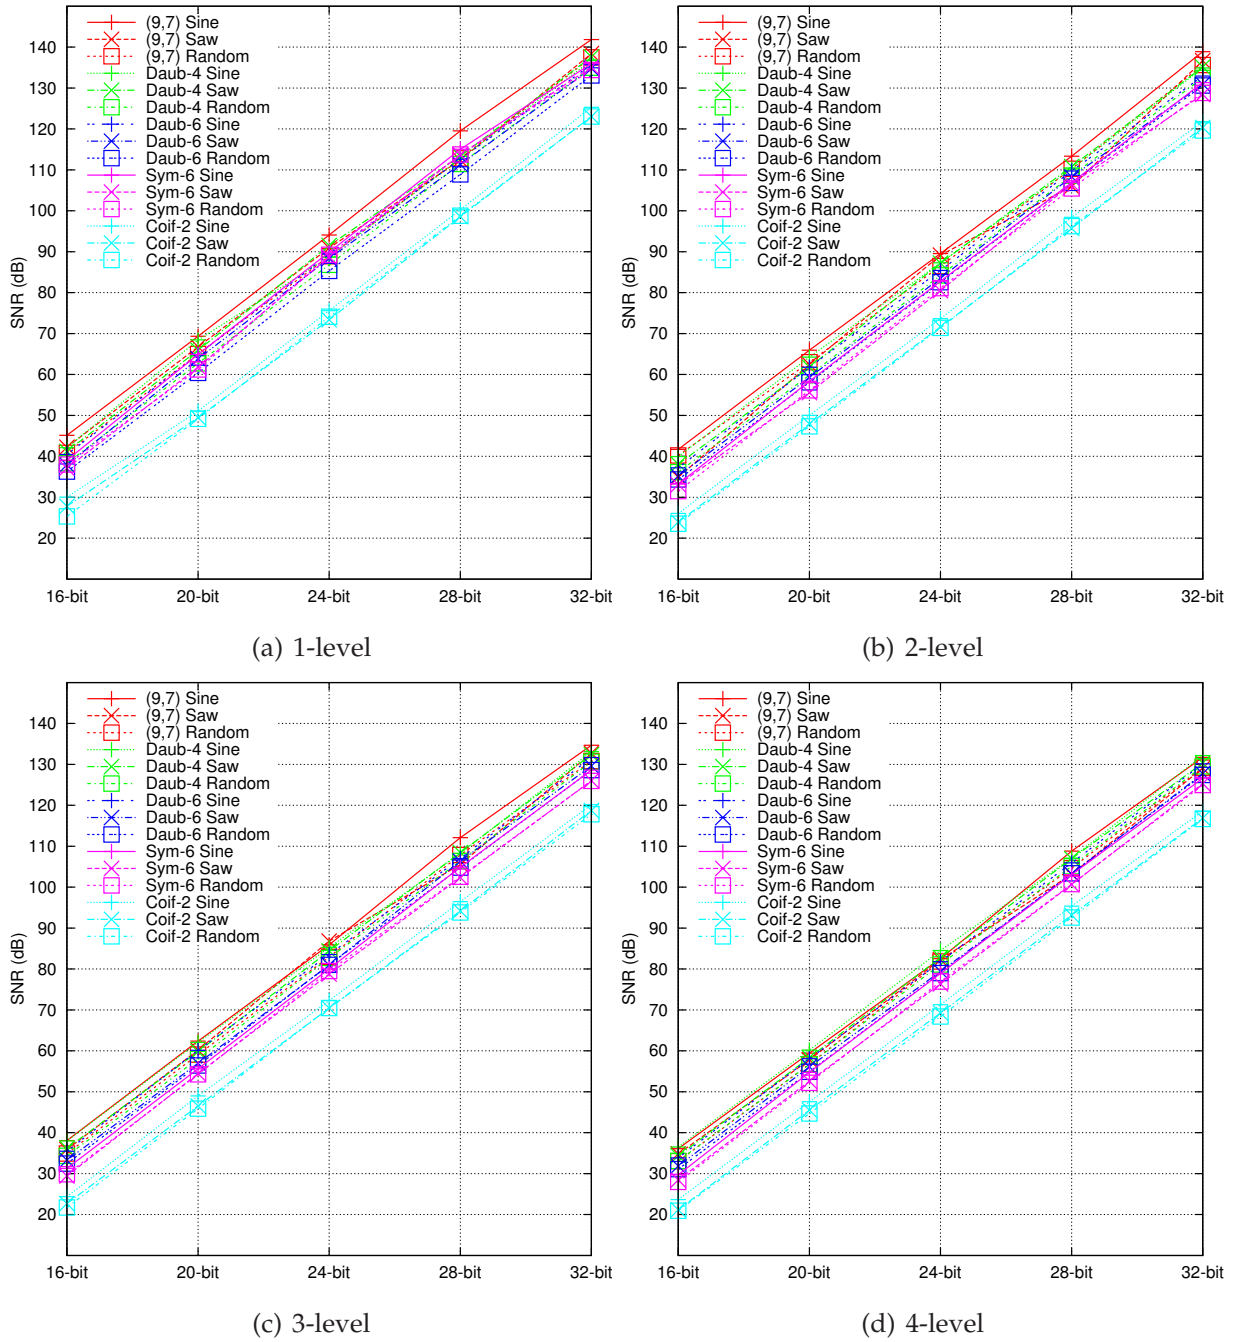 (9,7) Sine
(9,7) Saw
(9,7) Random
Daub-4 Sine
Daub-4 Saw
Daub-4 Random
Daub-6 Sine
Daub-6 Saw
Daub-6 Random
Sym-6 Sine
Sym-6 Saw
Sym-6 Random
Coif-2 Sine
Coif-2 Saw
Coif-2 Random
140
130
120
110
100
90
80
70
60
50
40
30
20
SNR (dB)
16-bit 20-bit 24-bit 28-bit 32-bit
(a) 1-level
(9,7) Sine
(9,7) Saw
(9,7) Random
Daub-4 Sine
Daub-4 Saw
Daub-4 Random
Daub-6 Sine
Daub-6 Saw
Daub-6 Random
Sym-6 Sine
Sym-6 Saw
Sym-6 Random
Coif-2 Sine
Coif-2 Saw
Coif-2 Random
140
130
120
110
100
90
80
70
60
50
40
30
20
SNR (dB)
16-bit 20-bit 24-bit 28-bit 32-bit
(b) 2-level
(9,7) Sine
(9,7) Saw
(9,7) Random
Daub-4 Sine
Daub-4 Saw
Daub-4 Random
Daub-6 Sine
Daub-6 Saw
Daub-6 Random
Sym-6 Sine
Sym-6 Saw
Sym-6 Random
Coif-2 Sine
Coif-2 Saw
Coif-2 Random
140
130
120
110
100
90
80
70
60
50
40
30
20
SNR (dB)
16-bit 20-bit 24-bit 28-bit 32-bit
(c) 3-level
(9,7) Sine
(9,7) Saw
(9,7) Random
Daub-4 Sine
Daub-4 Saw
Daub-4 Random
Daub-6 Sine
Daub-6 Saw
Daub-6 Random
Sym-6 Sine
Sym-6 Saw
Sym-6 Random
Coif-2 Sine
Coif-2 Saw
Coif-2 Random
140
130
120
110
100
90
80
70
60
50
40
30
20
SNR (dB)
16-bit 20-bit 24-bit 28-bit 32-bit
(d) 4-level